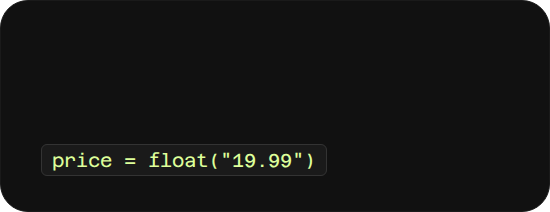 price = float("19.99")